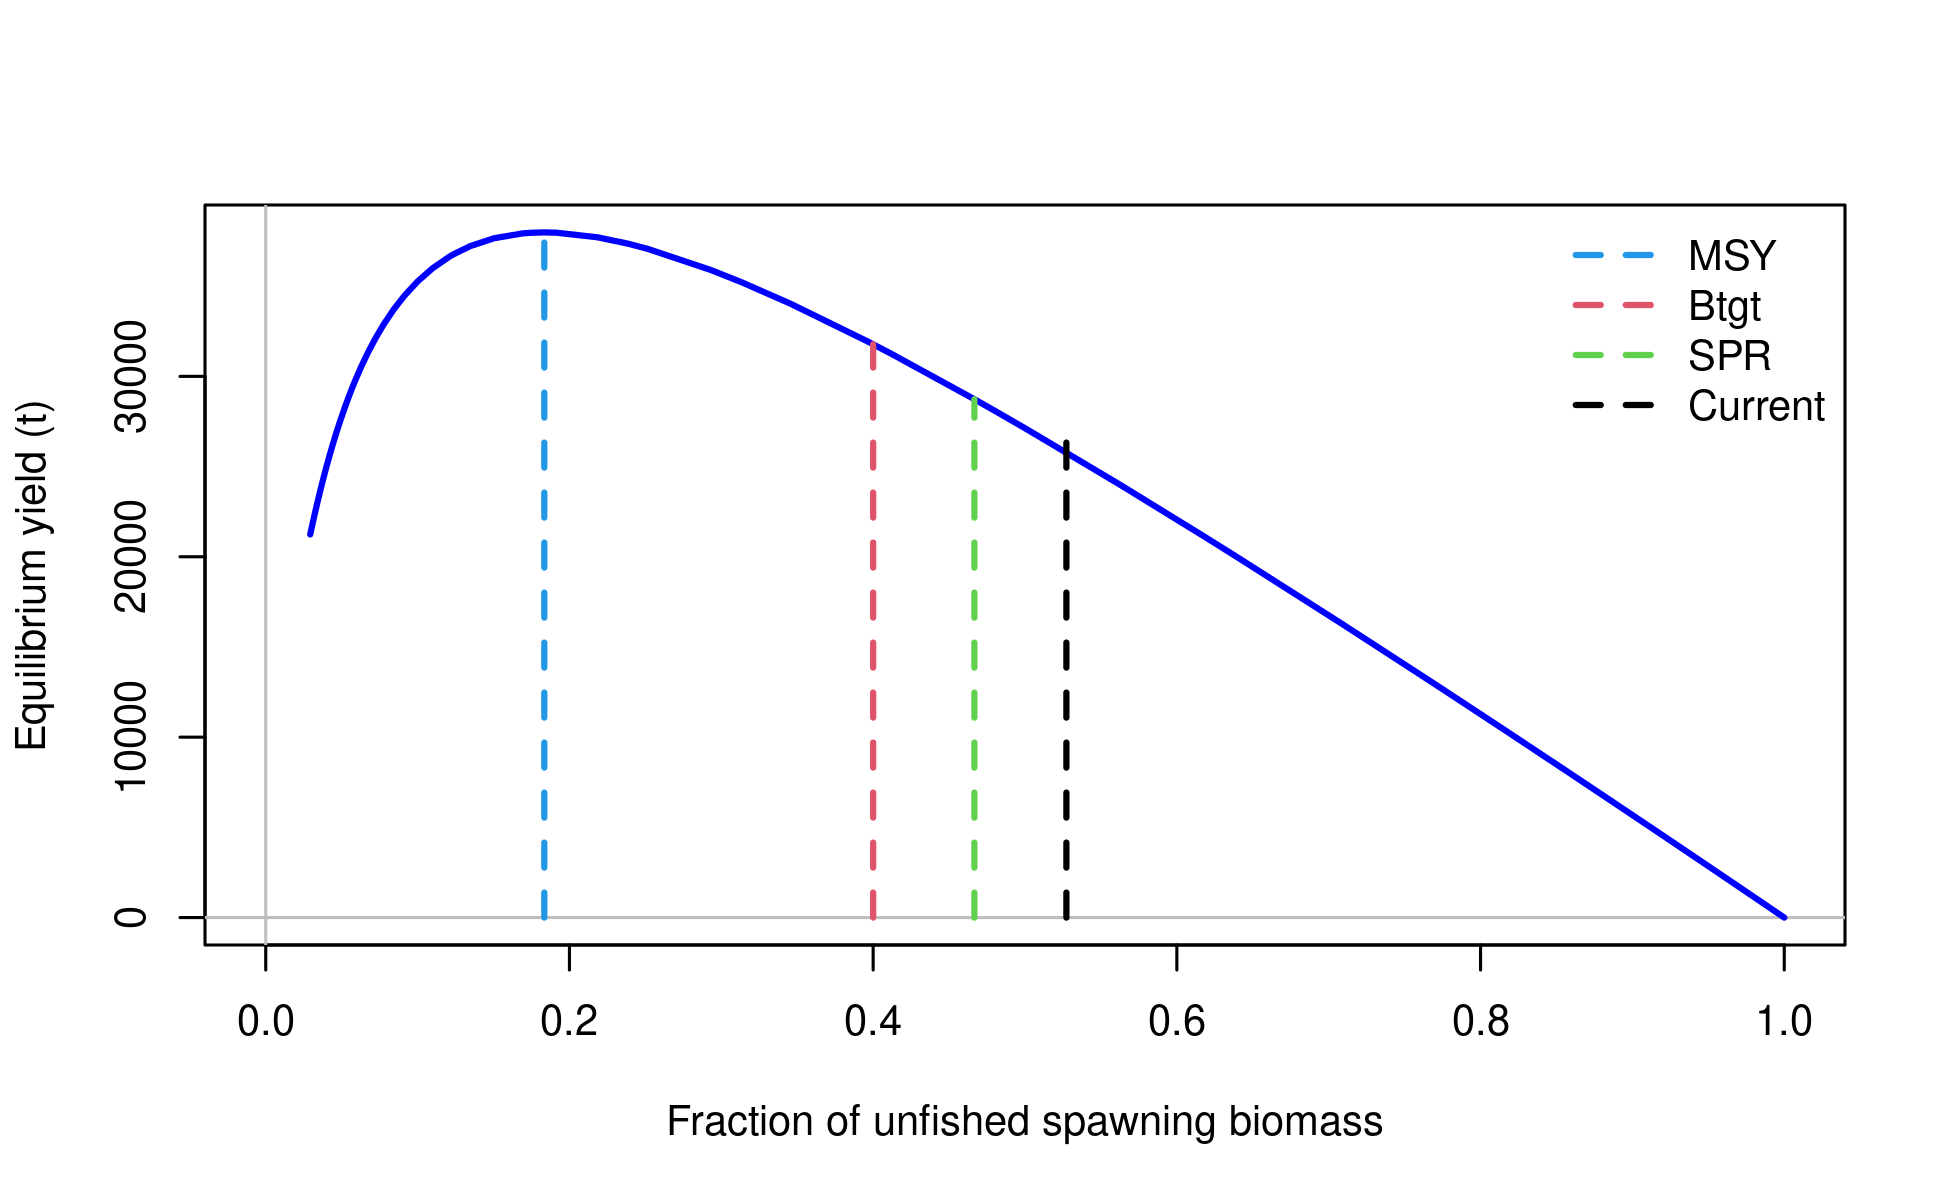 MSY
Btgt
SPR
Current
Equilibrium yield (t)
30000
20000
10000
0
0.0 0.2 0.4 0.6 0.8 1.0
Fraction of unfished spawning biomass